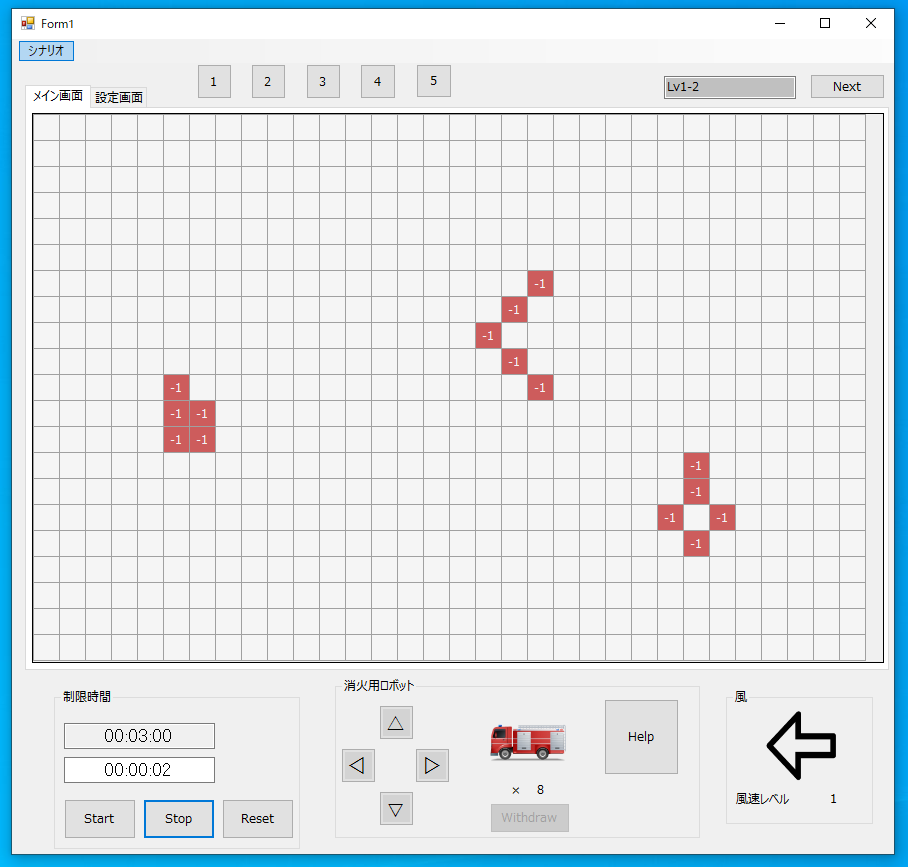 Form1
シナリオ
1 2 3 4 5
Lv1-2 Next
メイン画面 設定画面
-1
-1
-1
-1
-1 -1
-1 -1
-1 -1
-1
-1
-1 -1
-1
制限時間
00:03:00
00:00:02
Start Stop Reset
消火用ロボット
△
◁ ▷
▽
× 8
Withdraw
Help
風
風速レベル 1